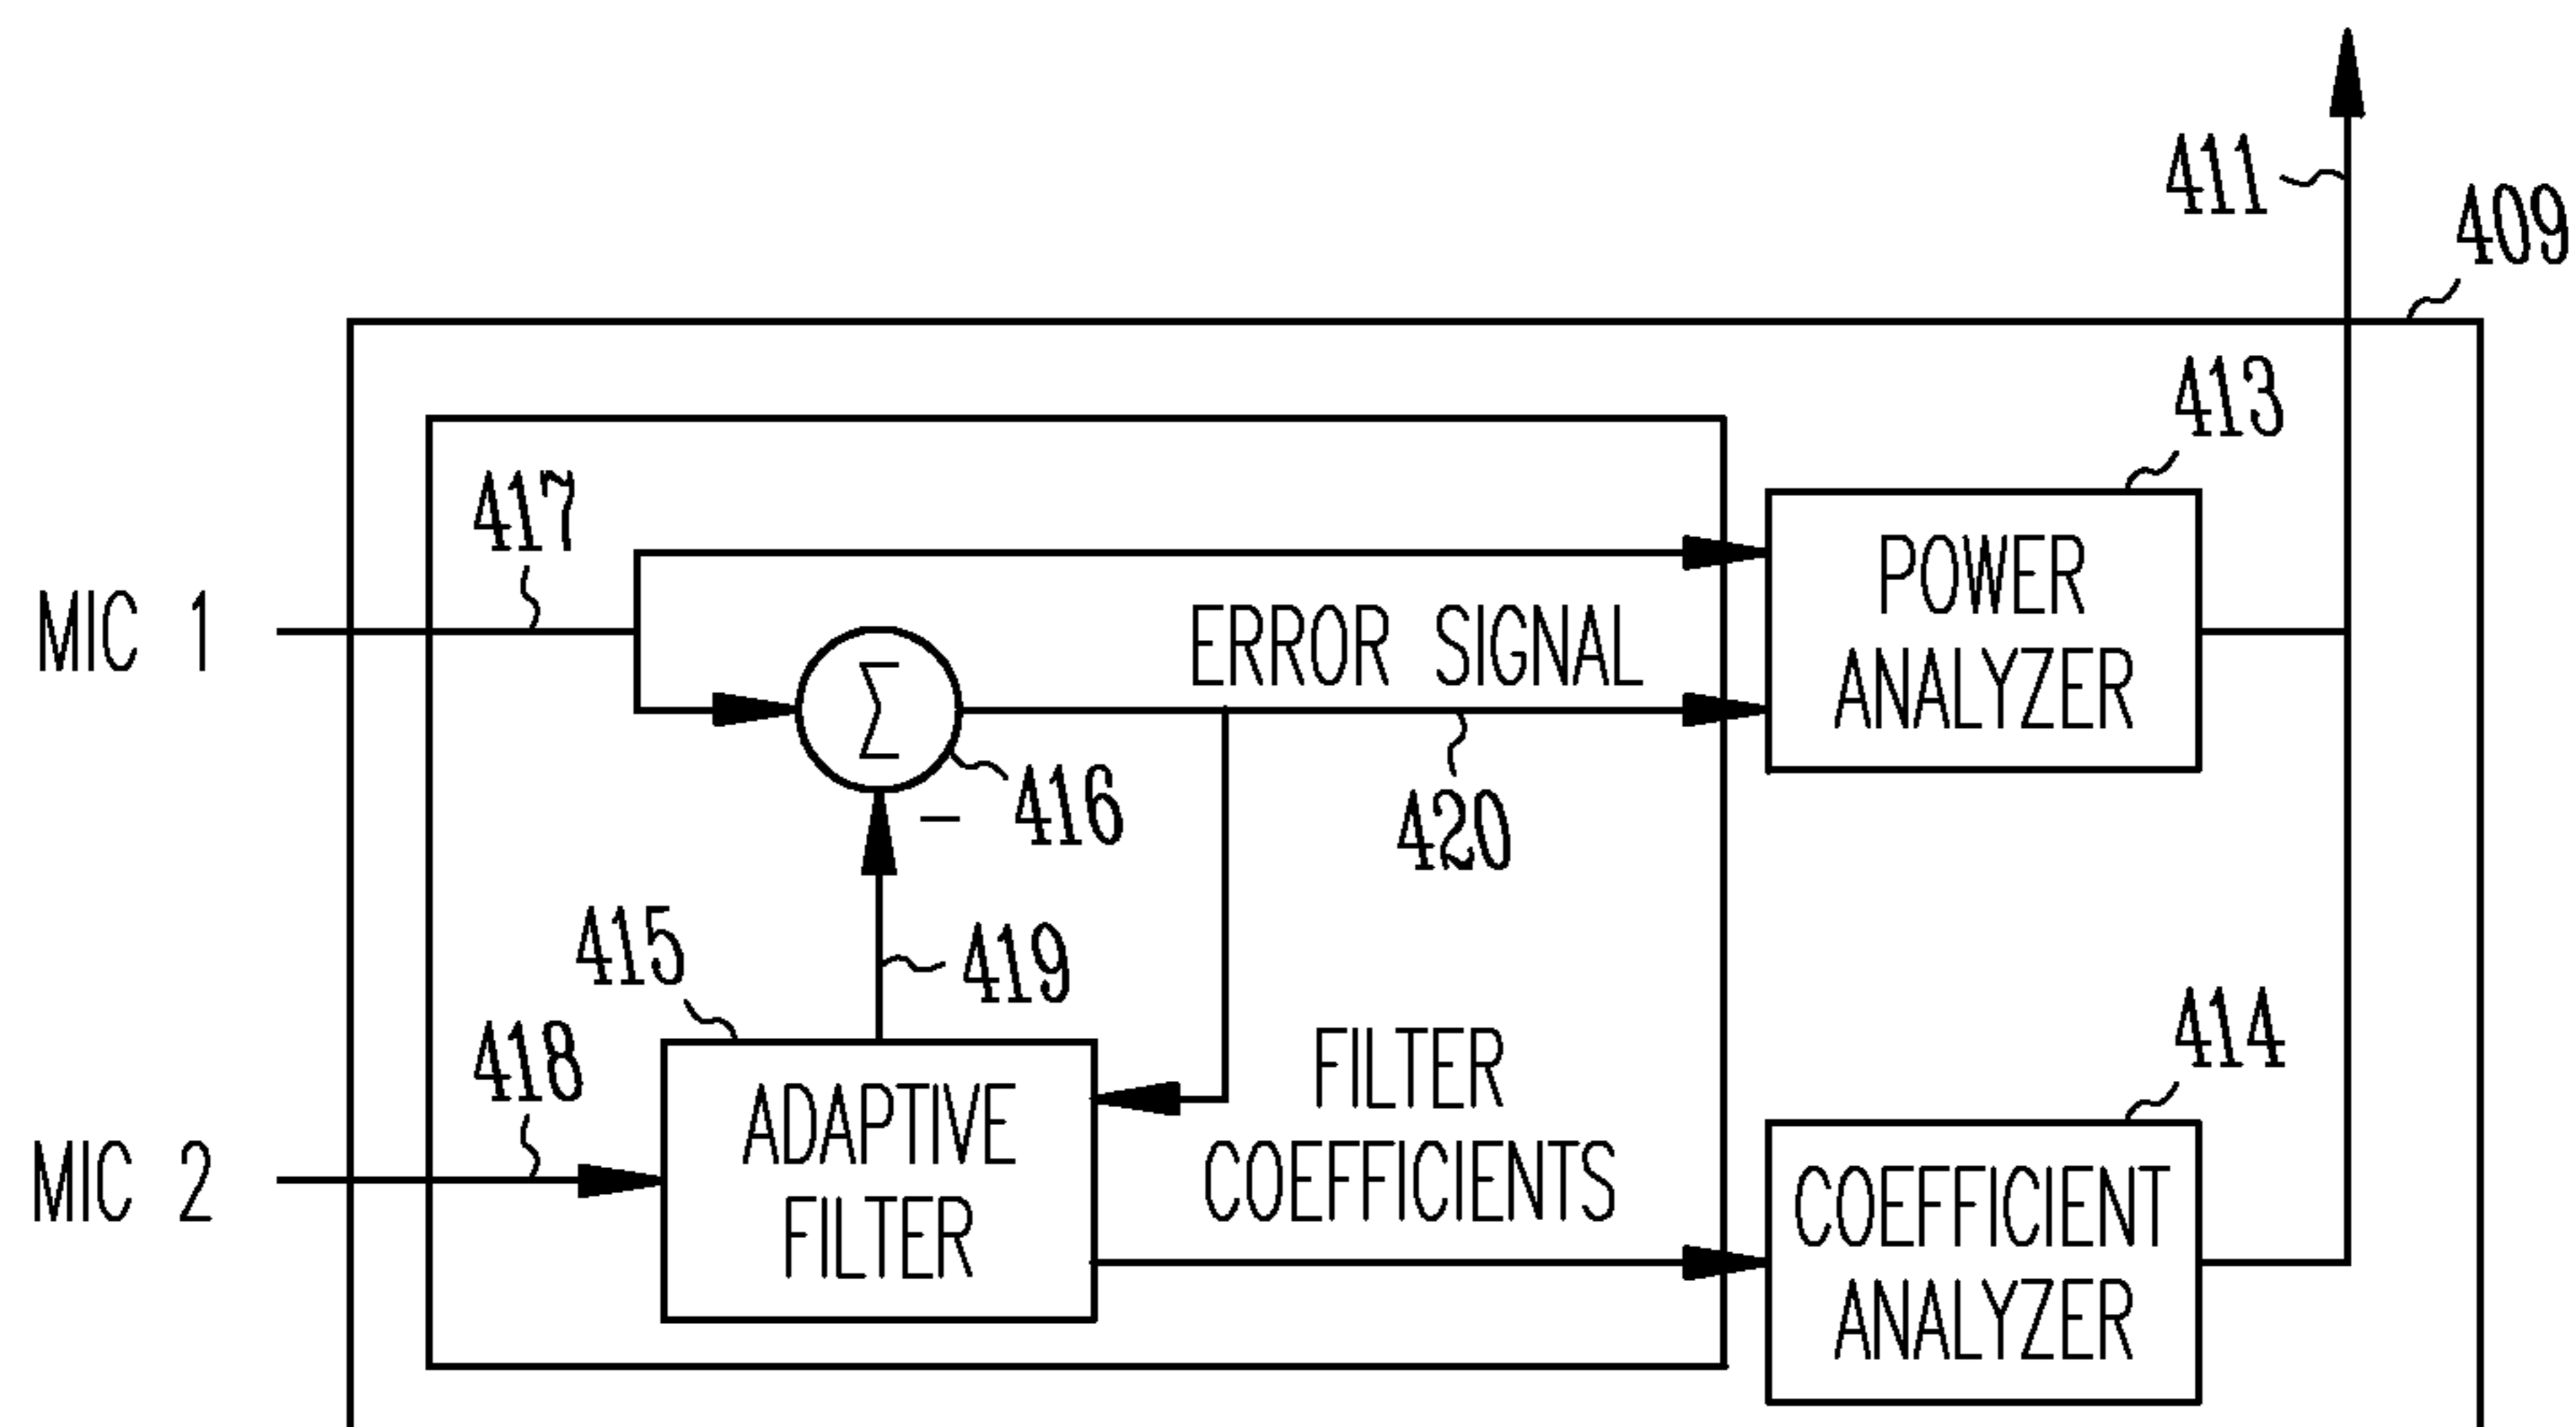 411
409
413
417
MIC 1
Σ
ERROR SIGNAL
POWER
ANALYZER
−
416
420
415
419
418
MIC 2
ADAPTIVE
FILTER
FILTER
COEFFICIENTS
414
COEFFICIENT
ANALYZER